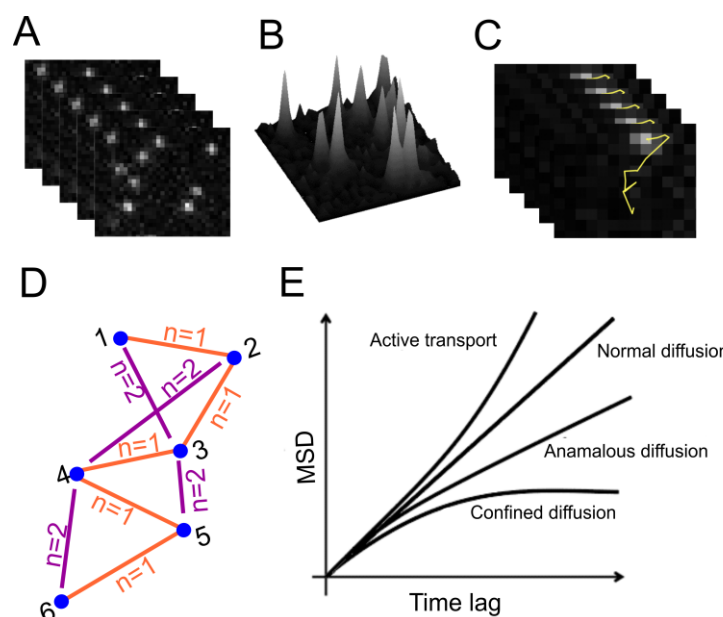 A
B
C
D
1
n=1
2
n=2
n=2
n=1
n=1
3
4
n=2
n=1
5
n=2
n=1
6
E
Active transport
Normal diffusion
Anamalous diffusion
Confined diffusion
MSD
Time lag